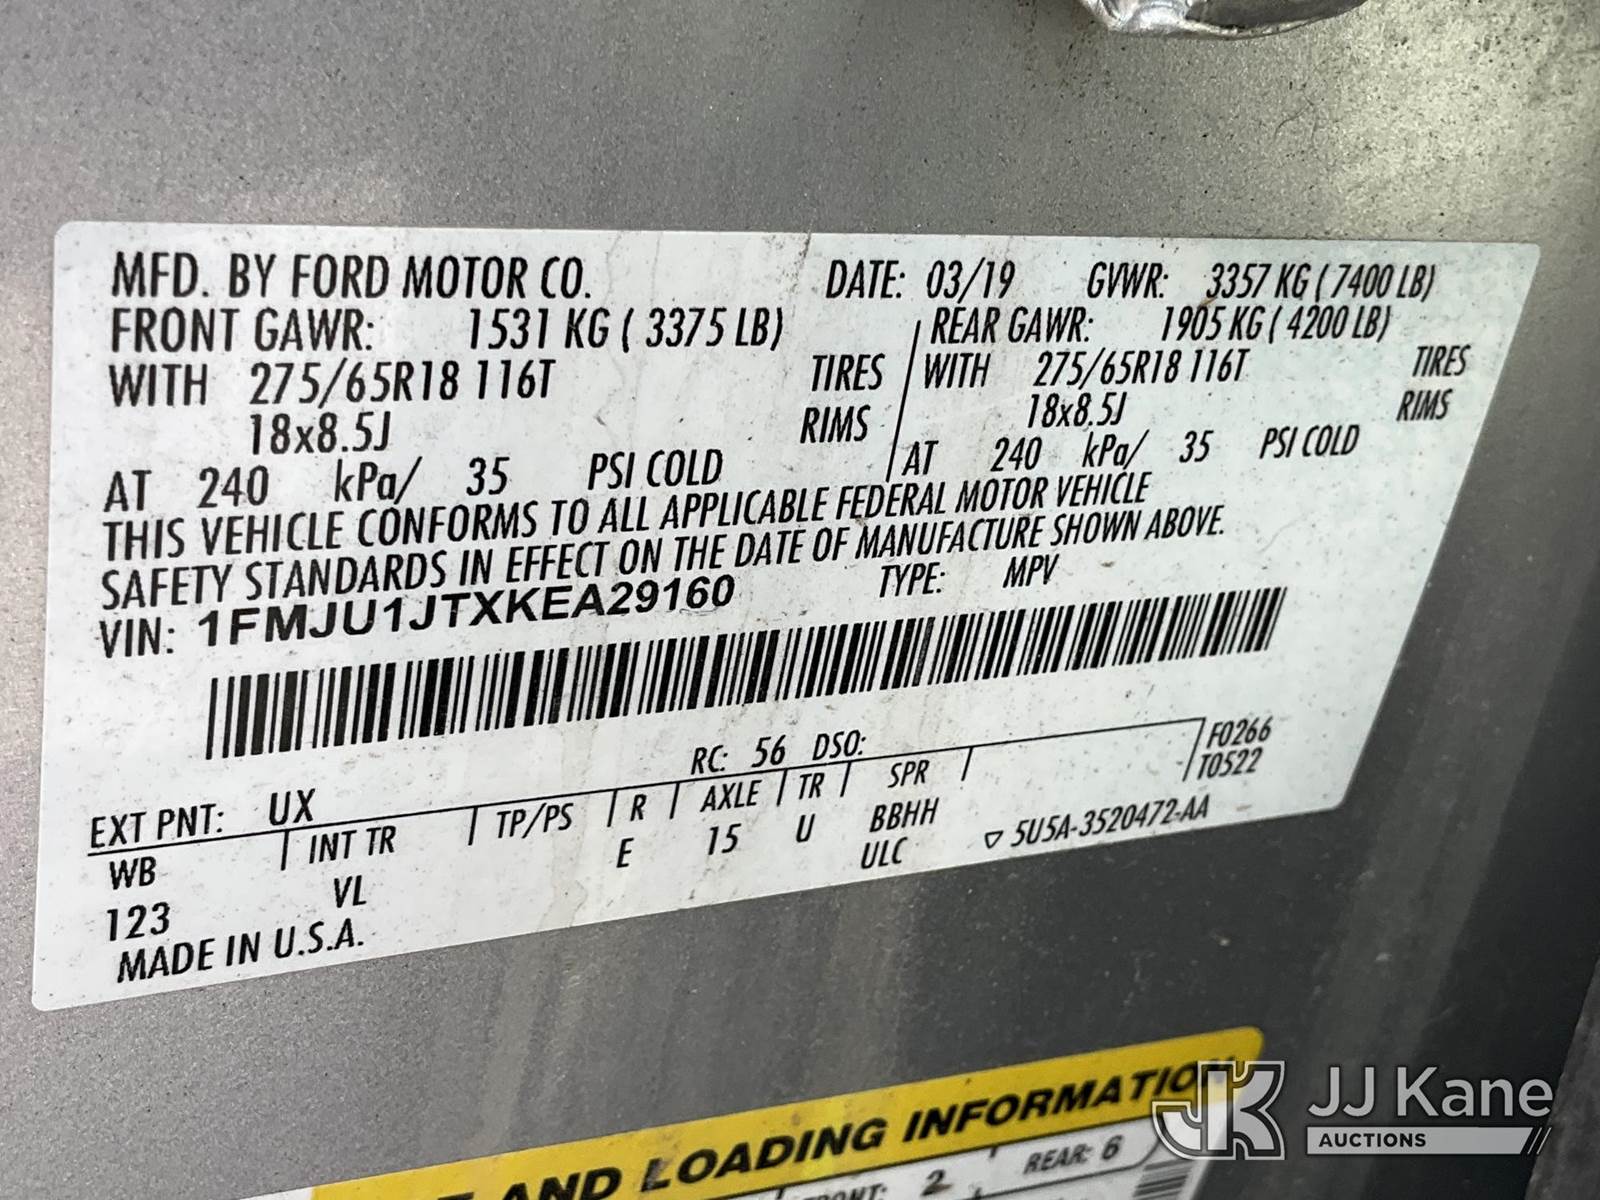 MFD. BY FORD MOTOR CO. DATE: 03/19 GVWR: 3357 KG ( 7400 LB)
FRONT GAWR: 1531 KG ( 3375 LB) REAR GAWR: 1905 KG ( 4200 LB)
WITH 275/65R18 116T TIRES WITH 275/65R18 116T TIRES
18x8.5J RIMS 18x8.5J RIMS
AT 240 kPa/ 35 PSI COLD AT 240 kPa/ 35 PSI COLD
THIS VEHICLE CONFORMS TO ALL APPLICABLE FEDERAL MOTOR VEHICLE
SAFETY STANDARDS IN EFFECT ON THE DATE OF MANUFACTURE SHOWN ABOVE.
VIN: 1FMJU1JTXKEA29160 TYPE: MPV
F0266
RC: 56 DSO: T0522
EXT PNT: UX
WB INT TR TP/PS R AXLE TR SPR
123 VL E 15 U BBHH
ULC ▽ 5U5A-3520472-AA
MADE IN U.S.A.
AND LOADING INFORMATION
FRONT: 2 REAR: 6
JK JJ Kane
AUCTIONS